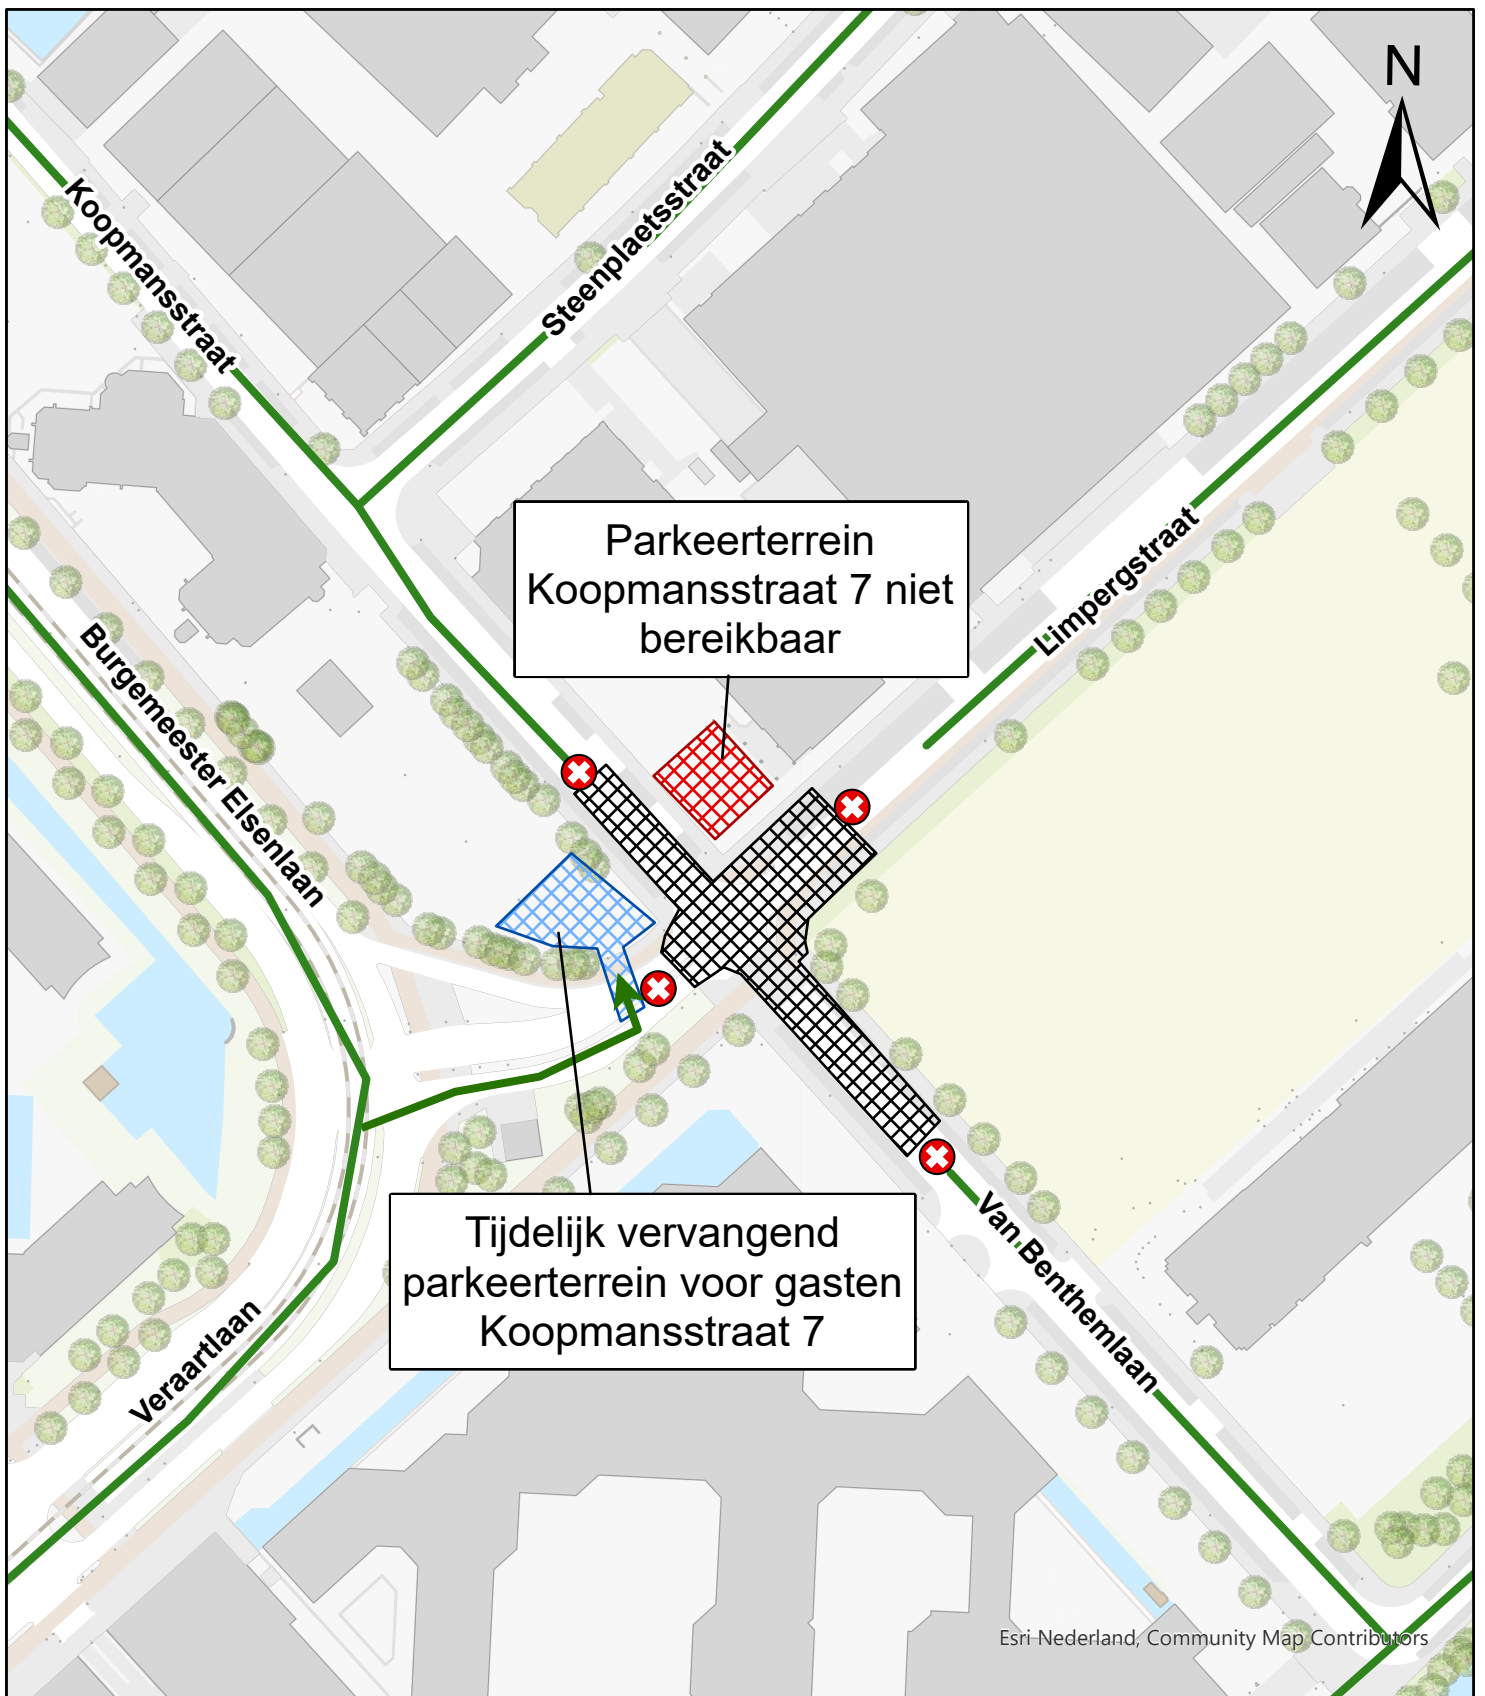 N
Koopmansstraat
Steenplaetsstraat
Parkeerterrein
Koopmansstraat 7 niet
bereikbaar
Limpergstraat
Burgemeester Elsenlaan
Tijdelijk vervangend
parkeerterrein voor gasten
Koopmansstraat 7
Van Benthemlaan
Veraartlaan
Esri Nederland, Community Map Contributors